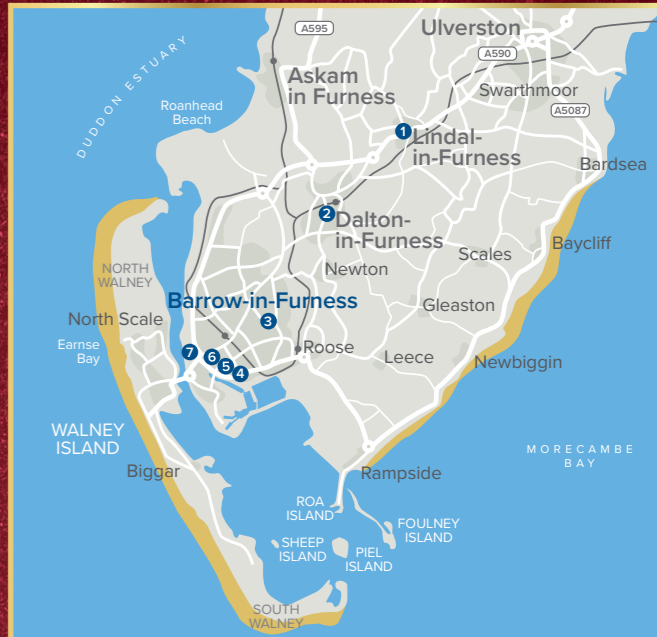 Ulverston
A595
A590
DUDDON ESTUARY
Askam
in Furness
Swarthmoor
A5087
Roanhead
Beach
1
Lindal-
in-Furness
Bardsea
2
Dalton-
in-Furness
Baycliff
Scales
NORTH
WALNEY
Newton
Barrow-in-Furness
Gleaston
North Scale
3
Earnse
Bay
7
6
5
4
Roose
Leece
Newbiggin
WALNEY
ISLAND
MORECAMBE
BAY
Biggar
Rampside
ROA
ISLAND
FOULNEY
ISLAND
SHEEP
ISLAND
PIEL
ISLAND
SOUTH
WALNEY